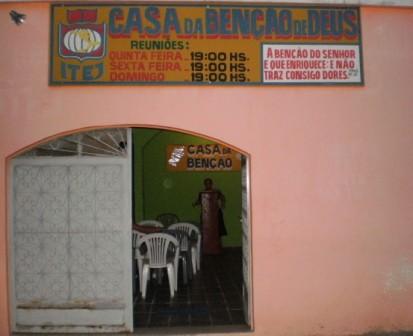 CASA DA BENÇÃO DE DEUS
ITEJ
REUNIÕES:
QUINTA FEIRA .. 19:00 HS.
SEXTA FEIRA .. 19:00 HS.
DOMINGO .. 19:00 HS.
A BENÇÃO DO SENHOR
E QUE ENRIQUECE: E NÃO
TRAZ CONSIGO DORES.
CASA DA
BENÇÃO